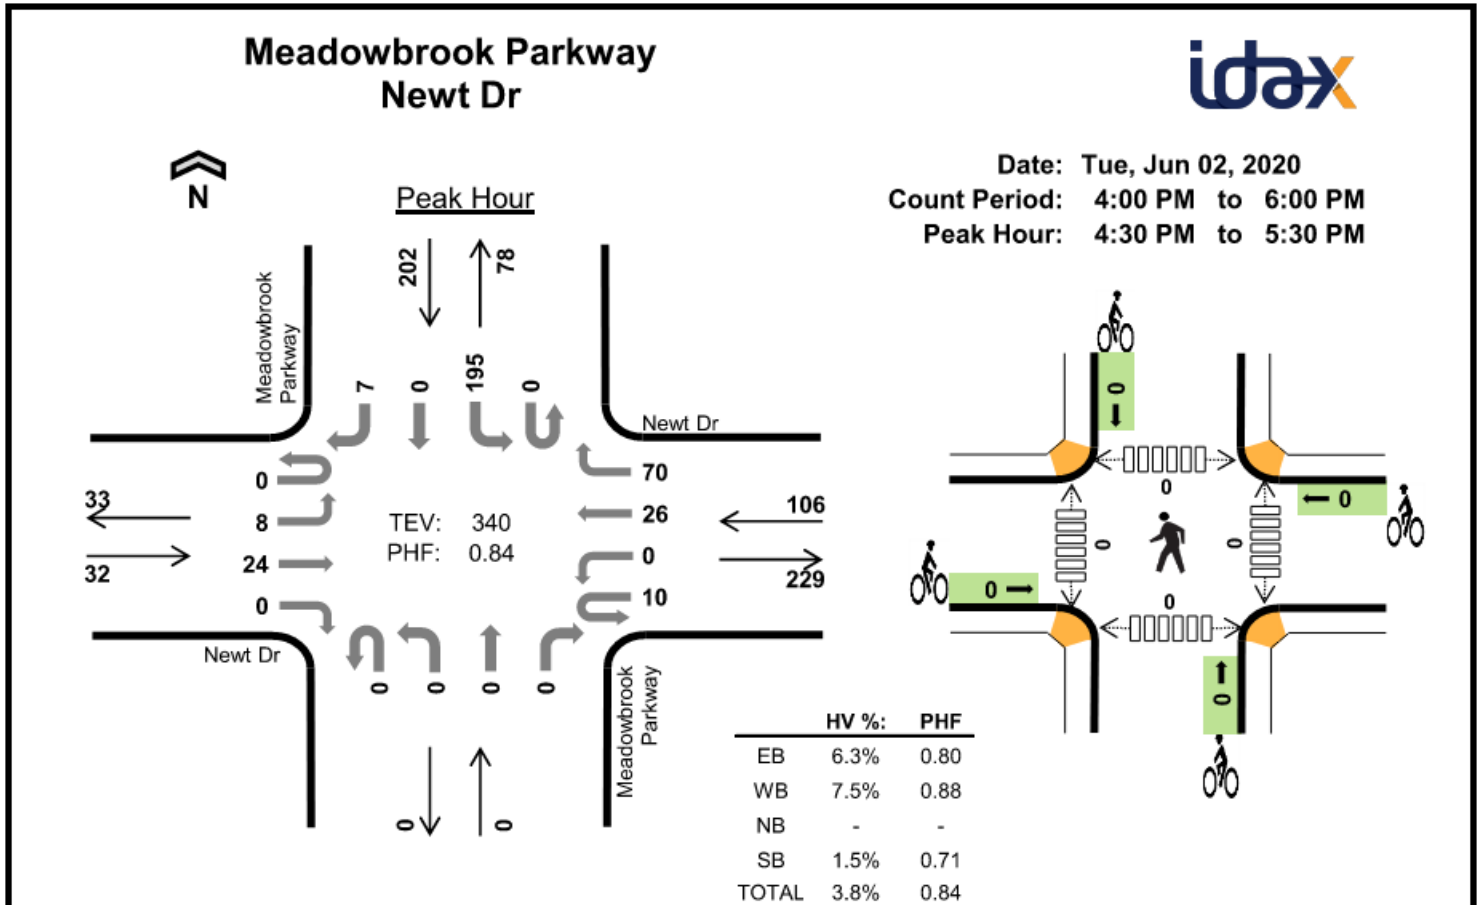 Meadowbrook Parkway
Newt Dr
idax
Date: Tue, Jun 02, 2020
Count Period: 4:00 PM to 6:00 PM
Peak Hour: 4:30 PM to 5:30 PM
N
Peak Hour
202
78
Meadowbrook
Parkway
7
0
195
0
Newt Dr
0
8
24
0
33
32
TEV: 340
PHF: 0.84
70
26
0
10
106
229
Newt Dr
0
0
0
0
Meadowbrook
Parkway
0
0
0
0
0
0
0
0
0
0
HV %: PHF
EB 6.3% 0.80
WB 7.5% 0.88
NB - -
SB 1.5% 0.71
TOTAL 3.8% 0.84